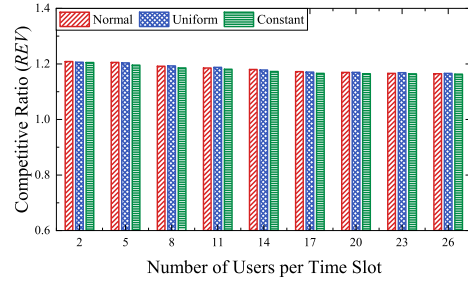 Normal Uniform Constant
1.4
1.2
1.0
0.8
0.6
Competitive Ratio (REV)
2 5 8 11 14 17 20 23 26
Number of Users per Time Slot